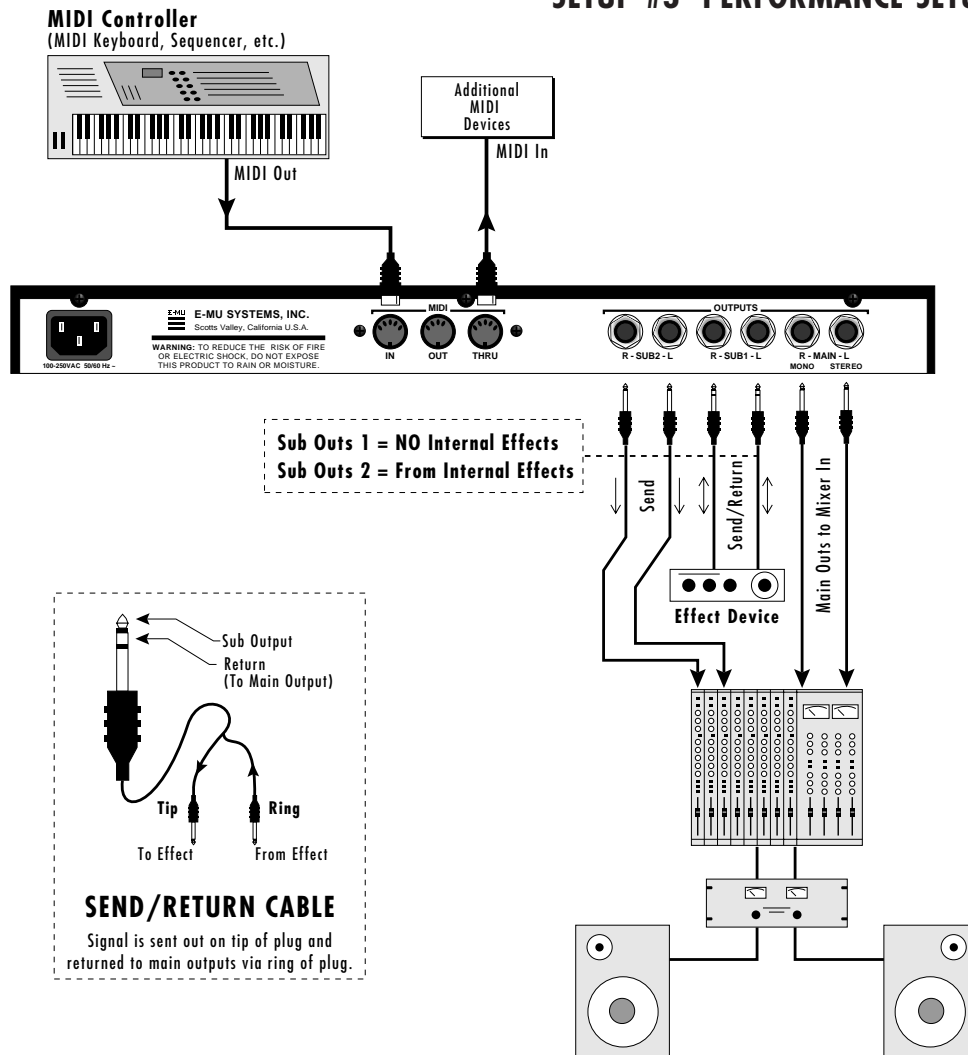 SETUP #3 PERFORMANCE SETU
MIDI Controller
(MIDI Keyboard, Sequencer, etc.)
Additional
MIDI
Devices
MIDI Out
MIDI In
E-MU
E-MU SYSTEMS, INC.
Scotts Valley, California U.S.A.
WARNING: TO REDUCE THE RISK OF FIRE
OR ELECTRIC SHOCK, DO NOT EXPOSE
THIS PRODUCT TO RAIN OR MOISTURE.
100-250VAC 50/60 Hz ~
MIDI
IN
OUT
THRU
OUTPUTS
R - SUB2 - L
R - SUB1 - L
R - MAIN - L
MONO
STEREO
Sub Outs 1 = NO Internal Effects
Sub Outs 2 = From Internal Effects
Send
Send/Return
Main Outs to Mixer In
Effect Device
Sub Output
Return
(To Main Output)
Tip
Ring
To Effect
From Effect
SEND/RETURN CABLE
Signal is sent out on tip of plug and
returned to main outputs via ring of plug.